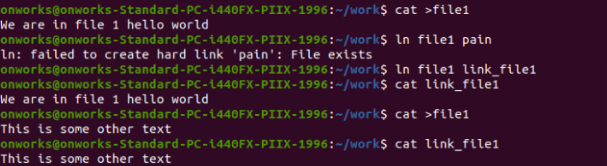 onworks@onworks-Standard-PC-i440FX-PIIX-1996:~/work$ cat >file1
We are in file 1 hello world
onworks@onworks-Standard-PC-i440FX-PIIX-1996:~/work$ ln file1 pain
ln: failed to create hard link 'pain': File exists
onworks@onworks-Standard-PC-i440FX-PIIX-1996:~/work$ ln file1 link_file1
onworks@onworks-Standard-PC-i440FX-PIIX-1996:~/work$ cat link_file1
We are in file 1 hello world
onworks@onworks-Standard-PC-i440FX-PIIX-1996:~/work$ cat >file1
This is some other text
onworks@onworks-Standard-PC-i440FX-PIIX-1996:~/work$ cat link_file1
This is some other text